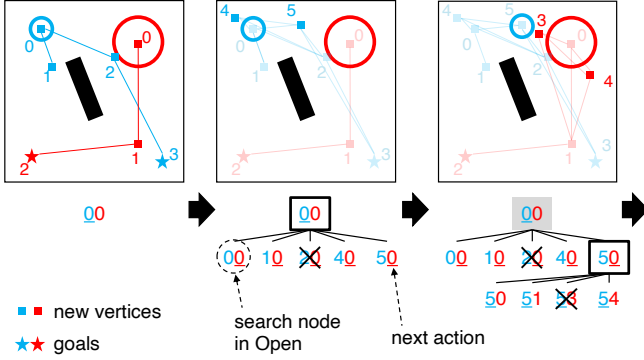 0 0
1 2
2 1 3
4 5
0 0
1 2
2 1 3
4 5 3
0 0
1 2 4
2 1 3
00 00 00
00 10 20 40 50 00 10 20 40 50
50 51 53 54
new vertices
goals
search node
in Open
next action